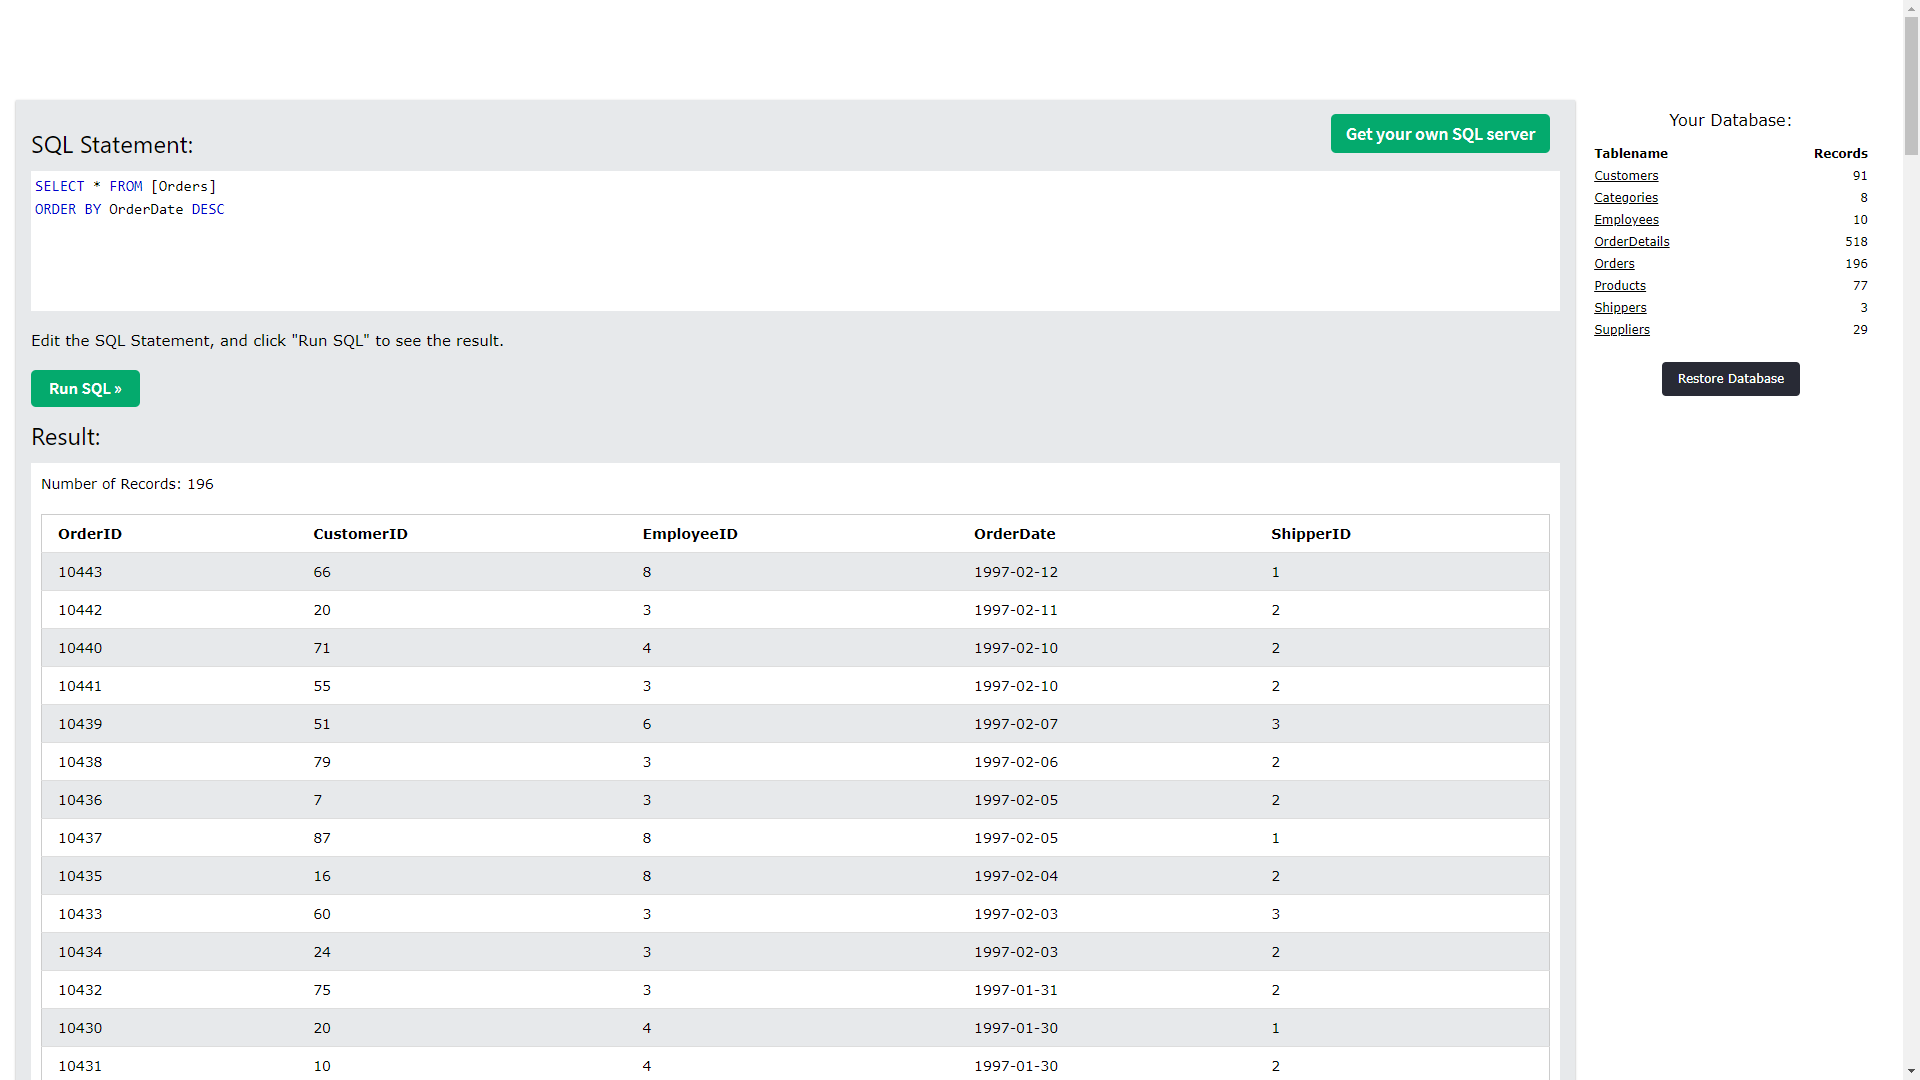 SQL Statement:
Get your own SQL server
SELECT * FROM [Orders]
ORDER BY OrderDate DESC
Edit the SQL Statement, and click "Run SQL" to see the result.
Run SQL »
Result:
Number of Records: 196
OrderID CustomerID EmployeeID OrderDate ShipperID
10443 66 8 1997-02-12 1
10442 20 3 1997-02-11 2
10440 71 4 1997-02-10 2
10441 55 3 1997-02-10 2
10439 51 6 1997-02-07 3
10438 79 3 1997-02-06 2
10436 7 3 1997-02-05 2
10437 87 8 1997-02-05 1
10435 16 8 1997-02-04 2
10433 60 3 1997-02-03 3
10434 24 3 1997-02-03 2
10432 75 3 1997-01-31 2
10430 20 4 1997-01-30 1
10431 10 4 1997-01-30 2
Your Database:
Tablename Records
Customers 91
Categories 8
Employees 10
OrderDetails 518
Orders 196
Products 77
Shippers 3
Suppliers 29
Restore Database